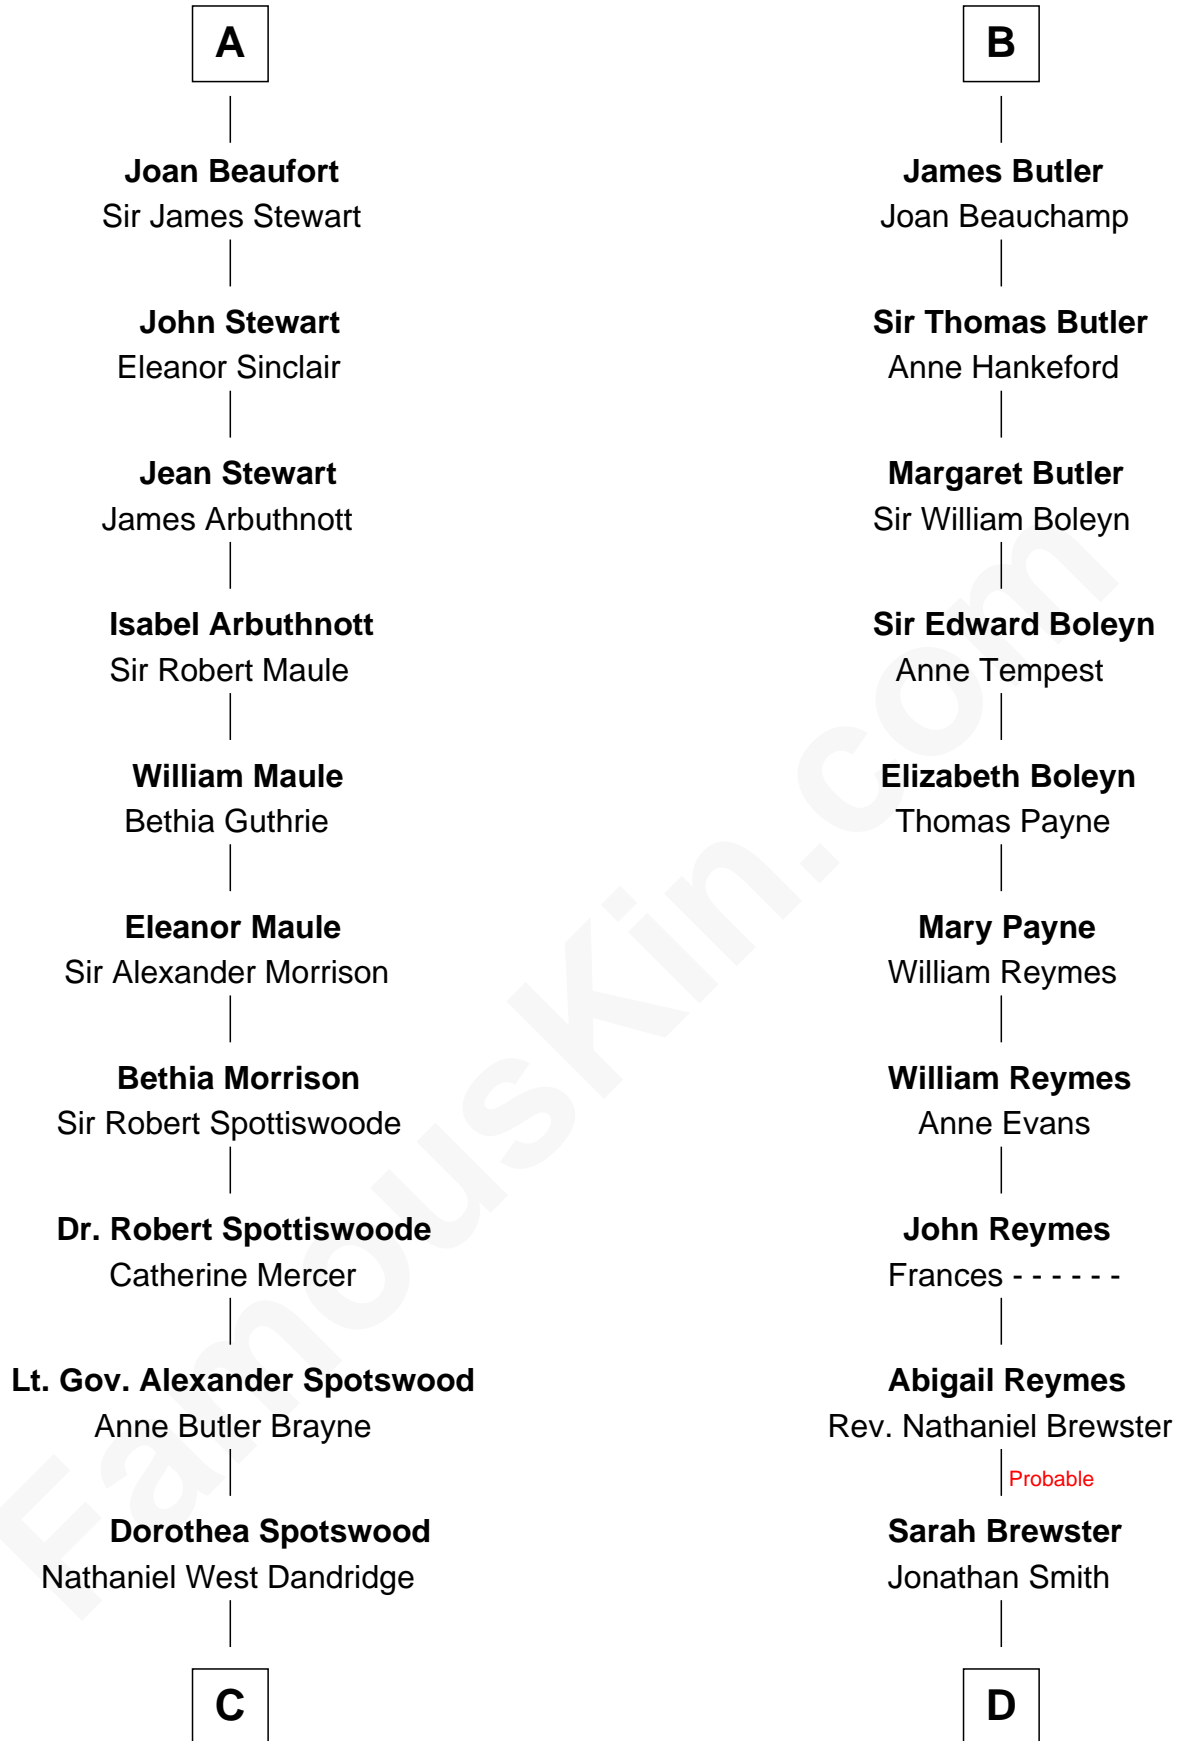 A
Joan Beaufort
Sir James Stewart
John Stewart
Eleanor Sinclair
Jean Stewart
James Arbuthnott
Isabel Arbuthnott
Sir Robert Maule
William Maule
Bethia Guthrie
Eleanor Maule
Sir Alexander Morrison
Bethia Morrison
Sir Robert Spottiswoode
Dr. Robert Spottiswoode
Catherine Mercer
Lt. Gov. Alexander Spotswood
Anne Butler Brayne
Dorothea Spotswood
Nathaniel West Dandridge
C
B
James Butler
Joan Beauchamp
Sir Thomas Butler
Anne Hankeford
Margaret Butler
Sir William Boleyn
Sir Edward Boleyn
Anne Tempest
Elizabeth Boleyn
Thomas Payne
Mary Payne
William Reymes
William Reymes
Anne Evans
John Reymes
Frances - - - - - -
Abigail Reymes
Rev. Nathaniel Brewster
Probable
Sarah Brewster
Jonathan Smith
D
FamousKin.com